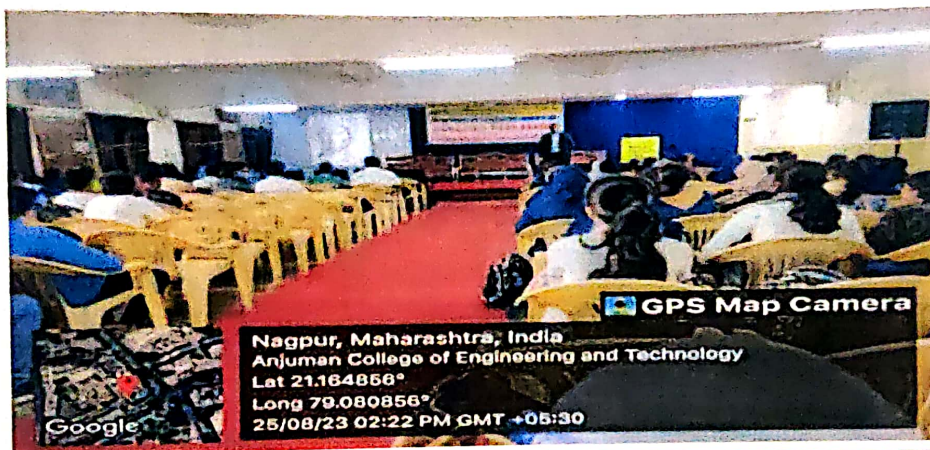 GPS Map Camera
Nagpur, Maharashtra, India
Anjuman College of Engineering and Technology
Lat 21.164856°
Long 79.080856°
25/08/23 02:22 PM GMT +05:30
Google